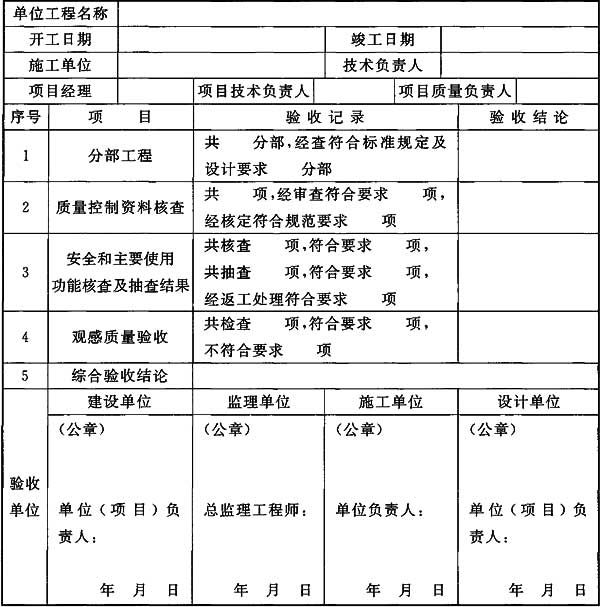 单位工程名称
开工日期 竣工日期
施工单位 技术负责人
项目经理 项目技术负责人 项目质量负责人
序号 项 目 验收记录 验收结论
1 分部工程 共 分部,经查符合标准规定及
设计要求 分部
2 质量控制资料核查 共 项,经审查符合要求 项,
经核定符合规范要求 项
3 安全和主要使用
功能核查及抽查结果 共核查 项,符合要求 项,
共抽查 项,符合要求 项,
经返工处理符合要求 项
4 观感质量验收 共检查 项,符合要求 项,
不符合要求 项
5 综合验收结论
验收
单位
建设单位 监理单位 施工单位 设计单位
(公章) (公章) (公章) (公章)
单位(项目)负
责人: 总监理工程师: 单位负责人: 单位(项目)负
责人:
年 月 日 年 月 日 年 月 日 年 月 日